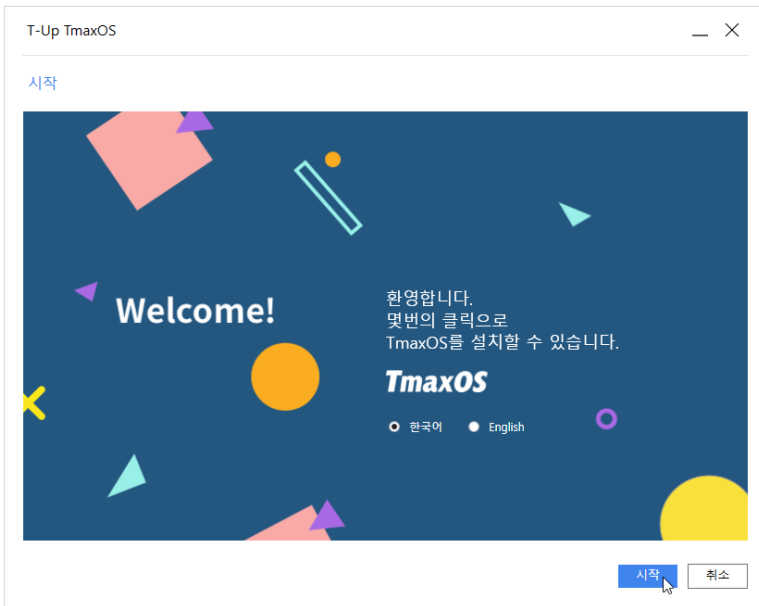 T-Up TmaxOS
시작
Welcome!
환영합니다.
몇번의 클릭으로
TmaxOS를 설치할 수 있습니다.
TmaxOS
한국어 English
시작 취소